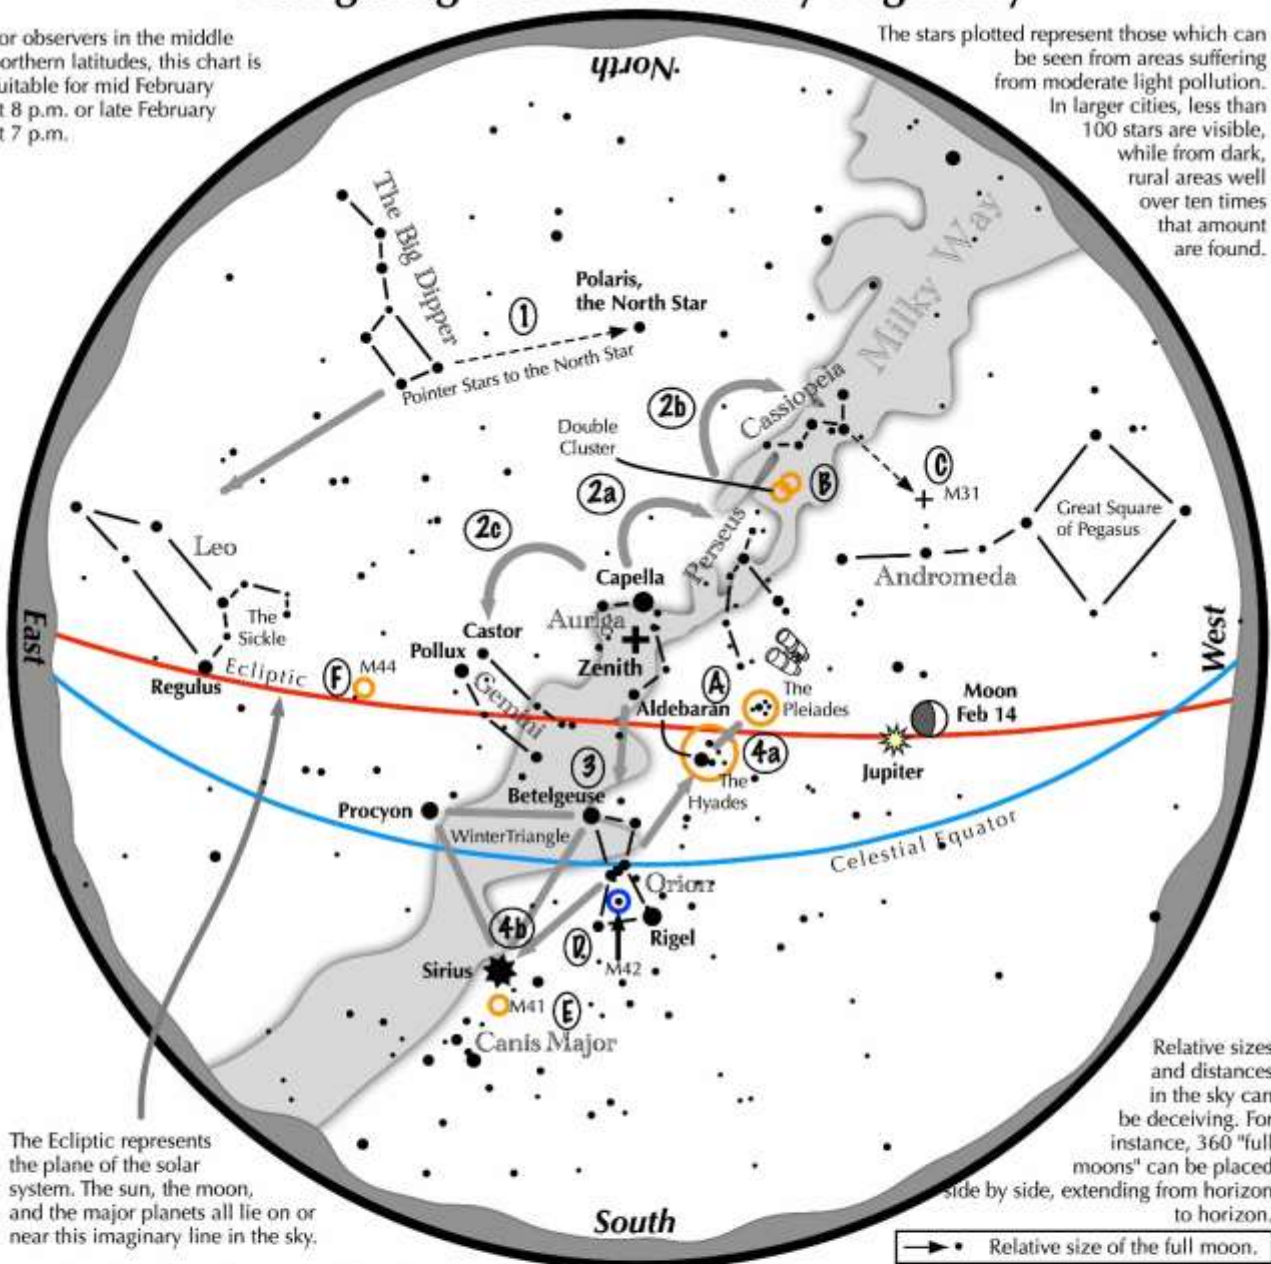 or observers in the middle
orthern latitudes, this chart is
uitable for mid February
t 8 p.m. or late February
t 7 p.m.
The stars plotted represent those which can
be seen from areas suffering
from moderate light pollution.
In larger cities, less than
100 stars are visible,
while from dark,
rural areas well
over ten times
that amount
are found.
North
The Big Dipper
Milky Way
Polaris,
the North Star
1
Pointer Stars to the North Star
2b
Cassiopeia
Double
Cluster
2a
B
C
M31
Great Square
of Pegasus
2c
Perseus
Leo
Andromeda
Capella
The
Sickle
Auriga
Castor
Pollux
Zenith
East
West
Regulus
Ecliptic
F
M44
Gemini
A
Aldebaran
The
Pleiades
Moon
Feb 14
4a
Jupiter
3
The
Hyades
Betelgeuse
Procyon
WinterTriangle
Celestial Equator
Orion
4b
D
Rigel
Sirius
M42
M41
E
Canis Major
The Ecliptic represents
the plane of the solar
system. The sun, the moon,
and the major planets all lie on or
near this imaginary line in the sky.
Relative sizes
and distances
in the sky can
be deceiving. For
instance, 360 "full
moons" can be placed
side by side, extending from horizon
to horizon.
South
Relative size of the full moon.